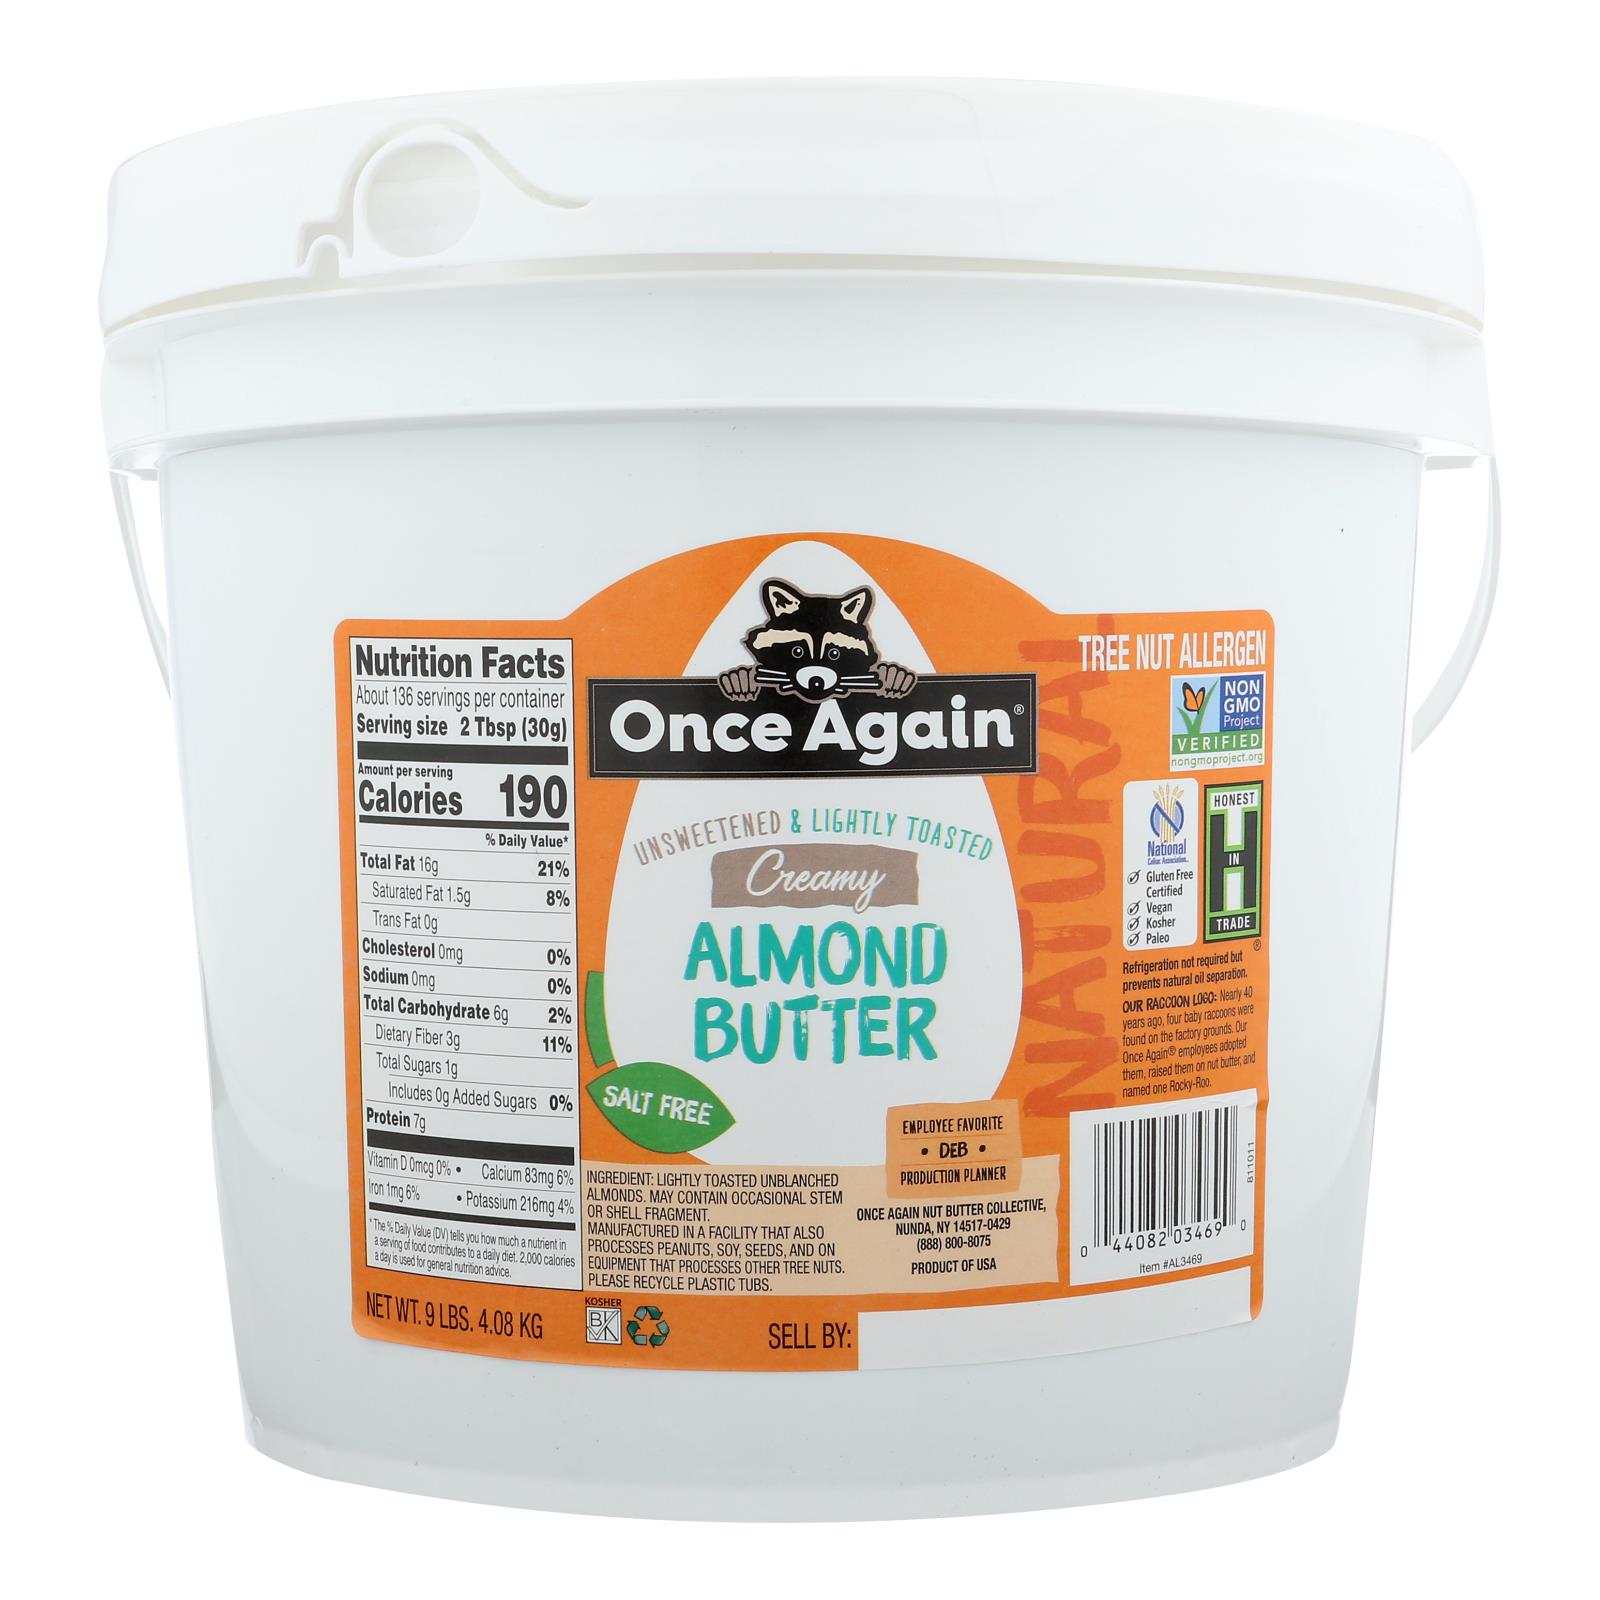 Nutrition Facts
About 136 servings per container
Serving size 2 Tbsp (30g)
Amount per serving
Calories 190
% Daily Value*
Total Fat 16g 21%
Saturated Fat 1.5g 8%
Trans Fat 0g
Cholesterol 0mg 0%
Sodium 0mg 0%
Total Carbohydrate 6g 2%
Dietary Fiber 3g 11%
Total Sugars 1g
Includes 0g Added Sugars 0%
Protein 7g
Vitamin D 0mcg 0% • Calcium 83mg 6%
Iron 1mg 6% • Potassium 216mg 4%
* The % Daily Value (DV) tells you how much a nutrient in
a serving of food contributes to a daily diet. 2,000 calories
a day is used for general nutrition advice.
NET WT. 9 LBS. 4.08 KG
Once Again®
UNSWEETENED & LIGHTLY TOASTED
Creamy
ALMOND
BUTTER
SALT FREE
NATURAL
EMPLOYEE FAVORITE
• DEB •
PRODUCTION PLANNER
INGREDIENT: LIGHTLY TOASTED UNBLANCHED
ALMONDS. MAY CONTAIN OCCASIONAL STEM
OR SHELL FRAGMENT.
MANUFACTURED IN A FACILITY THAT ALSO
PROCESSES PEANUTS, SOY, SEEDS, AND ON
EQUIPMENT THAT PROCESSES OTHER TREE NUTS.
PLEASE RECYCLE PLASTIC TUBS.
ONCE AGAIN NUT BUTTER COLLECTIVE,
NUNDA, NY 14517-0429
(888) 800-8075
PRODUCT OF USA
KOSHER
BVK
SELL BY:
TREE NUT ALLERGEN
NON
GMO
Project
VERIFIED
nongmoproject.org
National
Celiac Association
Gluten Free
Certified
Vegan
Kosher
Paleo
HONEST
H
IN
TRADE
®
Refrigeration not required but
prevents natural oil separation.
OUR RACCOON LOGO: Nearly 40
years ago, four baby raccoons were
found on the factory grounds. Our
Once Again® employees adopted
them, raised them on nut butter, and
named one Rocky-Roo.
811011
0 44082 03469 0
Item #AL3469